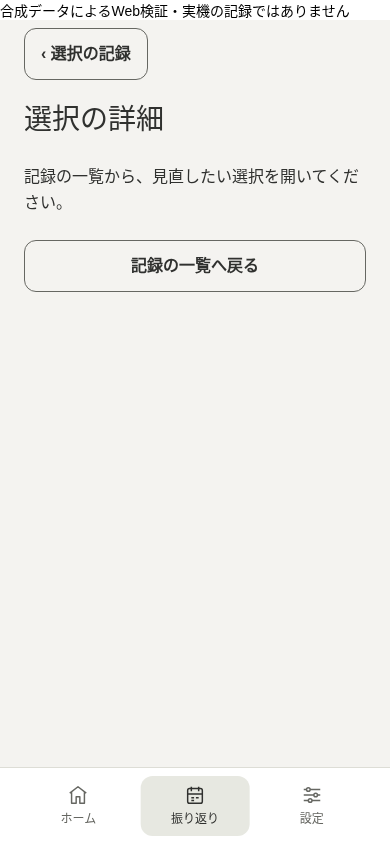 合成データによるWeb検証・実機の記録ではありません
‹ 選択の記録
選択の詳細
記録の一覧から、見直したい選択を開いてくだ
さい。
記録の一覧へ戻る
ホーム
振り返り
設定